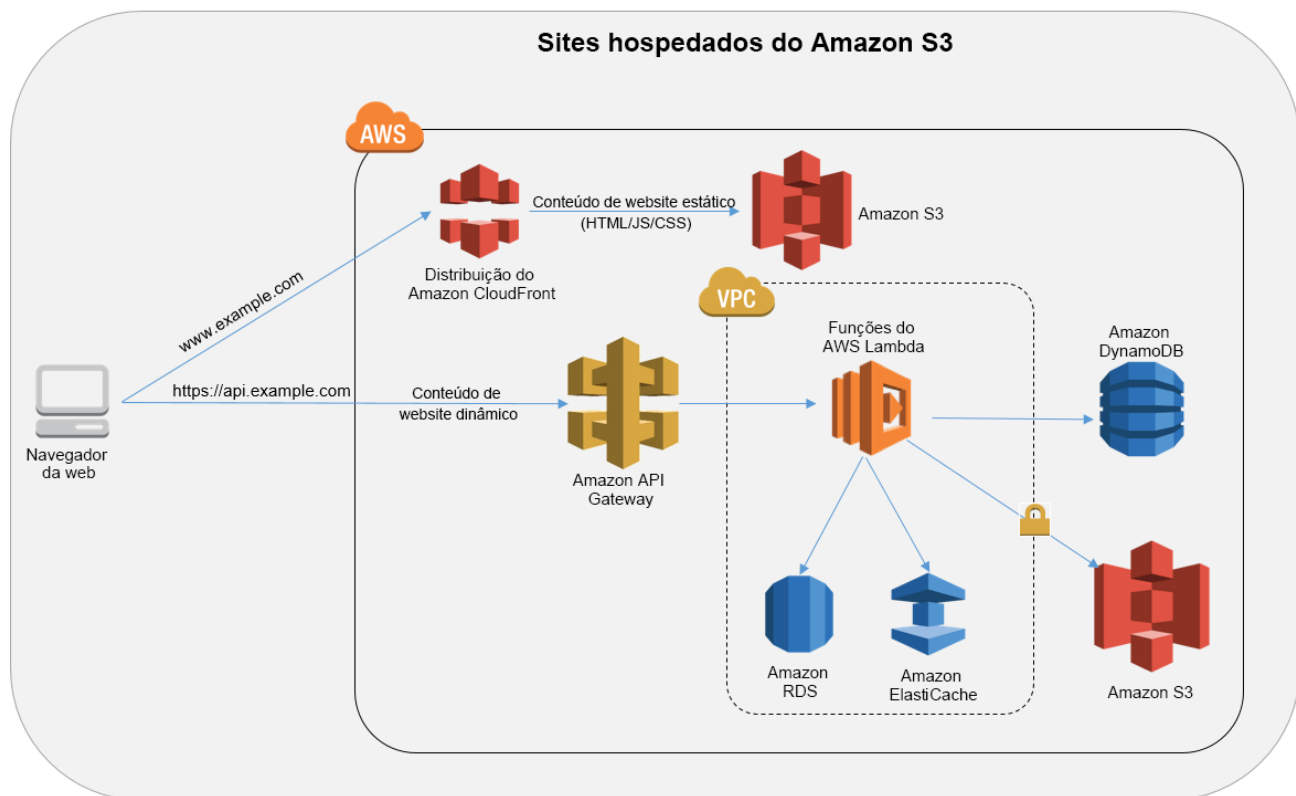 Sites hospedados do Amazon S3
AWS
Conteúdo de website estático
(HTML/JS/CSS)
Amazon S3
Distribuição do
Amazon CloudFront
www.example.com
VPC
Funções do
AWS Lambda
Amazon
DynamoDB
https://api.example.com
Conteúdo de
website dinâmico
Navegador
da web
Amazon API
Gateway
Amazon
RDS
Amazon
ElastiCache
Amazon S3